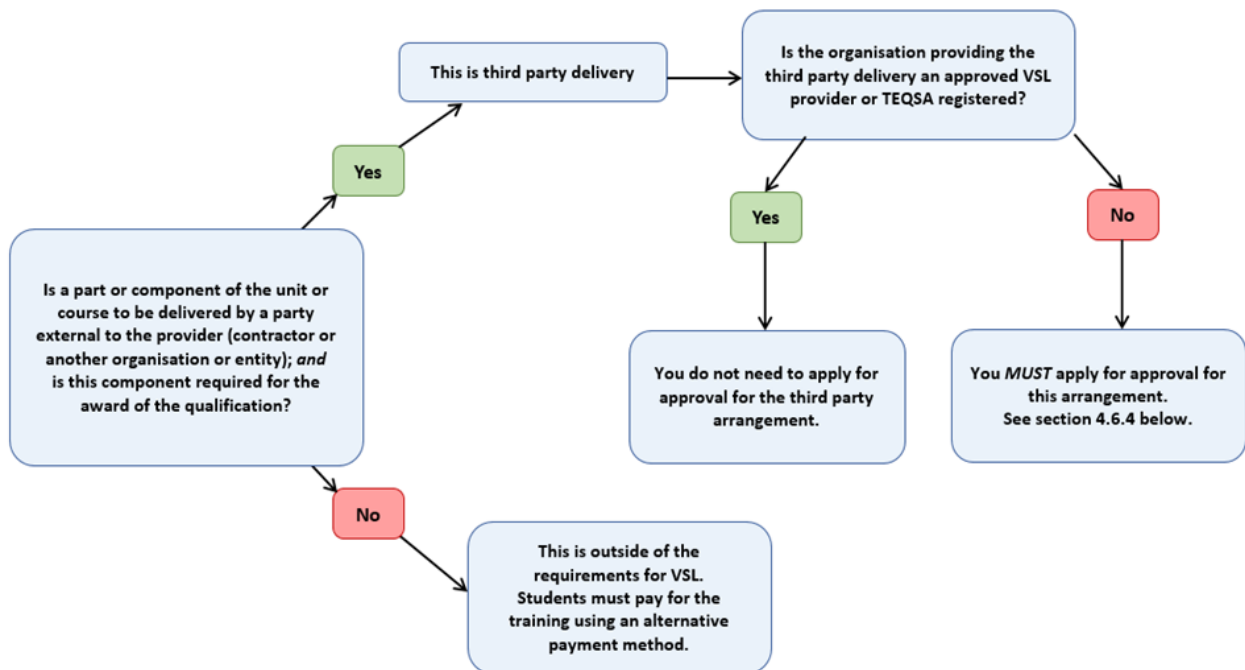 This is third party delivery
Is the organisation providing the
third party delivery an approved VSL
provider or TEQSA registered?
Yes
Yes
No
Is a part or component of the unit or
course to be delivered by a party
external to the provider (contractor or
another organisation or entity); and
is this component required for the
award of the qualification?
You do not need to apply for
approval for the third party
arrangement.
You MUST apply for approval for
this arrangement.
See section 4.6.4 below.
No
This is outside of the
requirements for VSL.
Students must pay for the
training using an alternative
payment method.